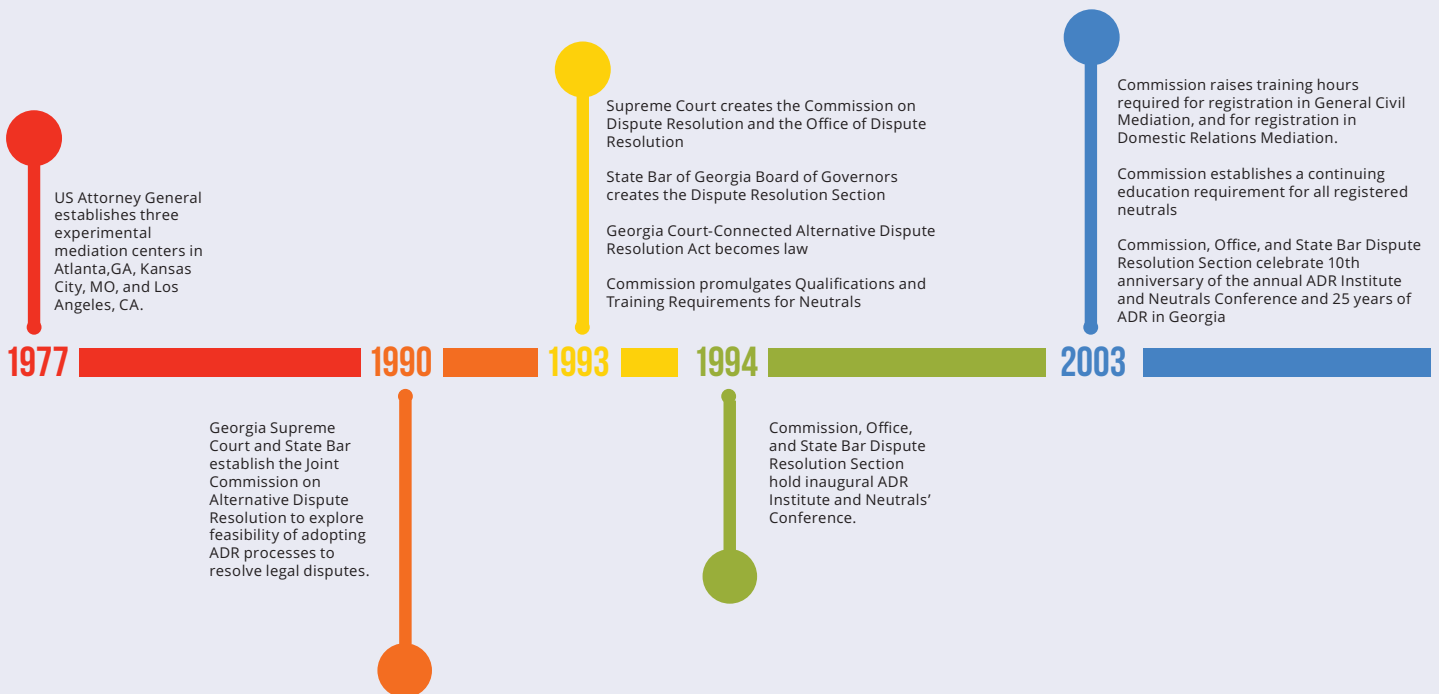 US Attorney General
establishes three
experimental
mediation centers in
Atlanta,GA, Kansas
City, MO, and Los
Angeles, CA.
1977
1990
Georgia Supreme
Court and State Bar
establish the Joint
Commission on
Alternative Dispute
Resolution to explore
feasibility of adopting
ADR processes to
resolve legal disputes.
Supreme Court creates the Commission on
Dispute Resolution and the Office of Dispute
Resolution
State Bar of Georgia Board of Governors
creates the Dispute Resolution Section
Georgia Court-Connected Alternative Dispute
Resolution Act becomes law
Commission promulgates Qualifications and
Training Requirements for Neutrals
1993
1994
Commission, Office,
and State Bar Dispute
Resolution Section
hold inaugural ADR
Institute and Neutrals’
Conference.
Commission raises training hours
required for registration in General Civil
Mediation, and for registration in
Domestic Relations Mediation.
Commission establishes a continuing
education requirement for all registered
neutrals
Commission, Office, and State Bar Dispute
Resolution Section celebrate 10th
anniversary of the annual ADR Institute
and Neutrals Conference and 25 years of
ADR in Georgia
2003